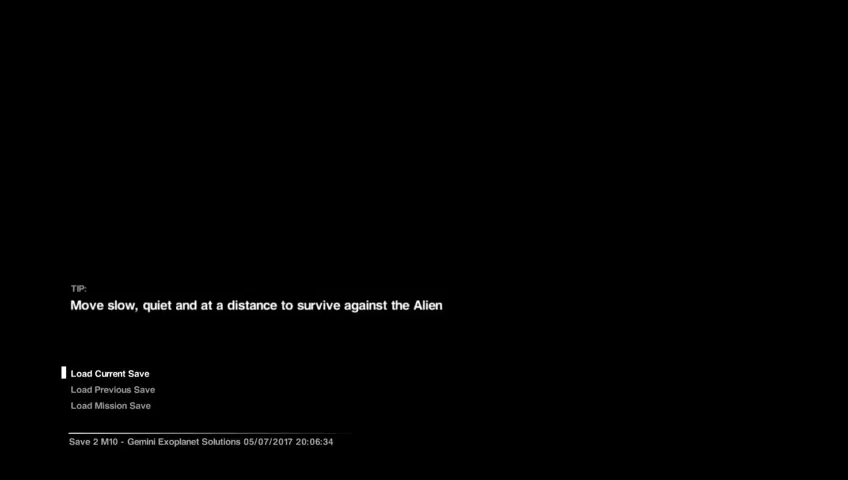 TIP:
Move slow, quiet and at a distance to survive against the Alien
Load Current Save
Load Previous Save
Load Mission Save
Save 2 M10 - Gemini Exoplanet Solutions 05/07/2017 20:06:34